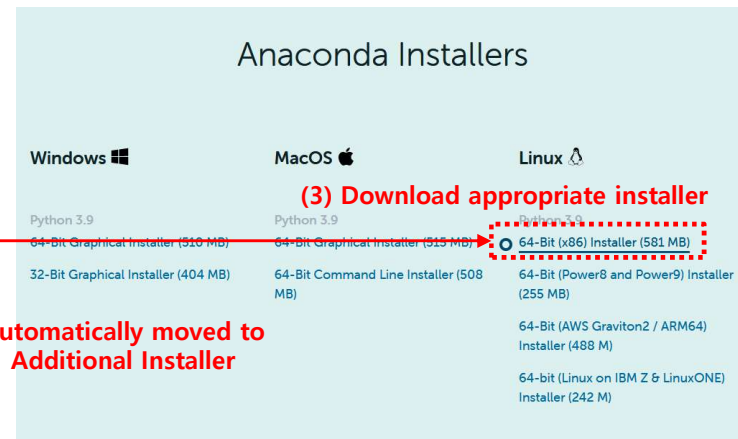 Anaconda Installers
Windows
MacOS
Linux
(3) Download appropriate installer
Python 3.9
Python 3.9
Python 3.9
64-Bit Graphical Installer (510 MB)
64-Bit Graphical Installer (515 MB)
64-Bit (x86) Installer (581 MB)
32-Bit Graphical Installer (404 MB)
64-Bit Command Line Installer (508
MB)
64-Bit (Power8 and Power9) Installer
(255 MB)
64-Bit (AWS Graviton2 / ARM64)
Installer (488 M)
64-bit (Linux on IBM Z & LinuxONE)
Installer (242 M)
utomatically moved to
Additional Installer